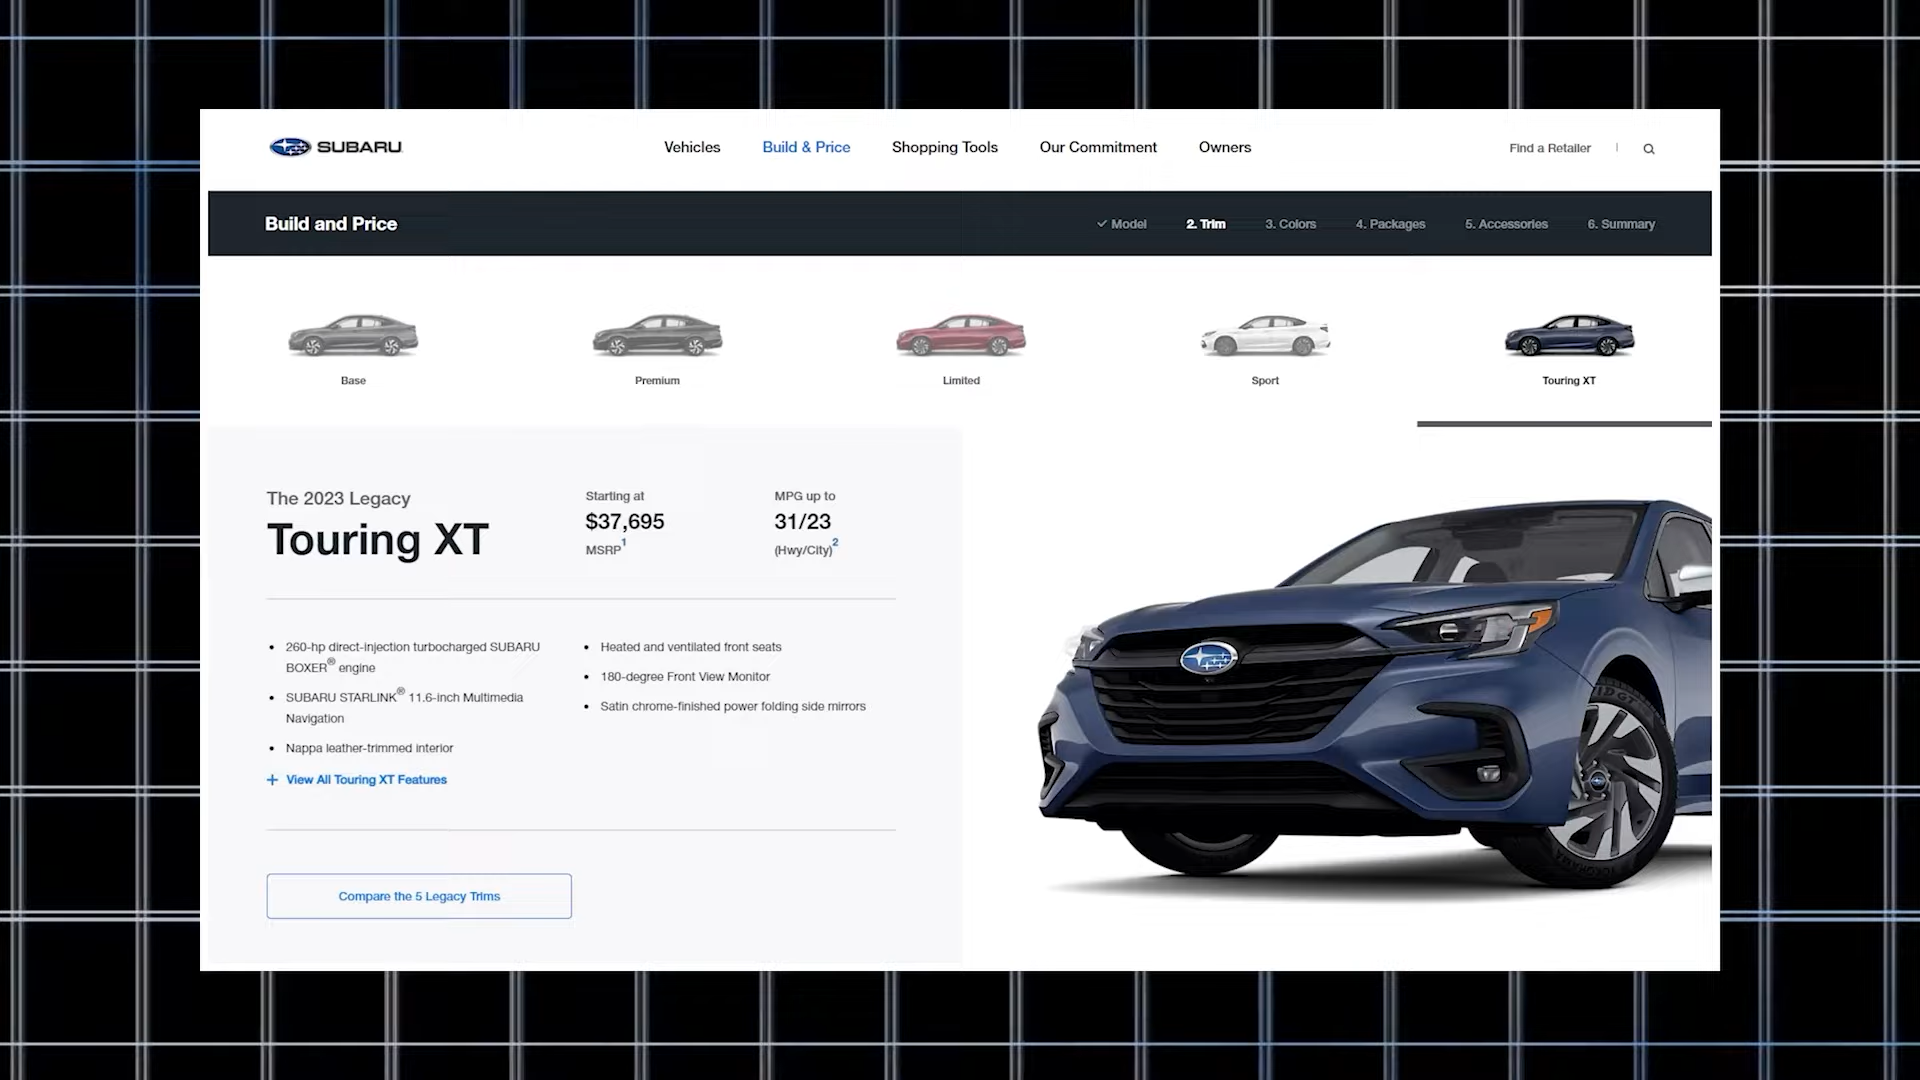 SUBARU
Vehicles
Build & Price
Shopping Tools
Our Commitment
Owners
Find a Retailer
Build and Price
Model
2. Trim
3. Colors
4. Packages
5. Accessories
6. Summary
Base
Premium
Limited
Sport
Touring XT
The 2023 Legacy
Touring XT
Starting at
$37,695
MSRP1
MPG up to
31/23
(Hwy/City)2
260-hp direct-injection turbocharged SUBARU
BOXER® engine
SUBARU STARLINK® 11.6-inch Multimedia
Navigation
Nappa leather-trimmed interior
Heated and ventilated front seats
180-degree Front View Monitor
Satin chrome-finished power folding side mirrors
+ View All Touring XT Features
Compare the 5 Legacy Trims
YOKOHAMA